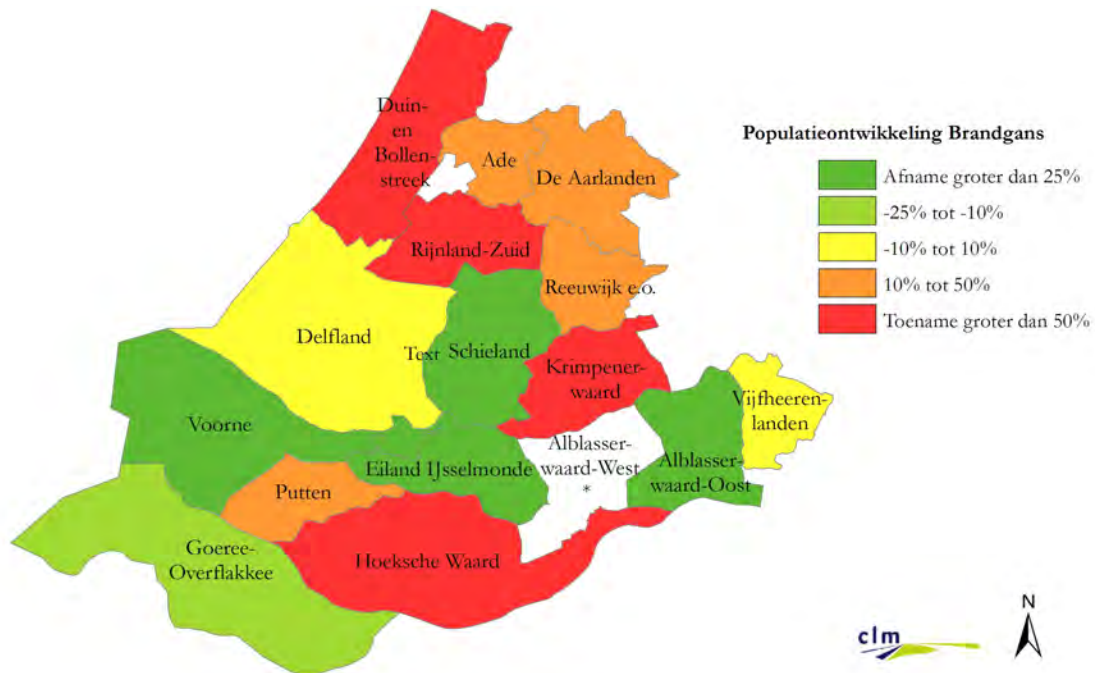 Duin-
en
Bollen-
streek
Ade
De Aarlanden
Rijnland-Zuid
Reeuwijk e.o.
Delfland
Text
Schieland
Krimpener-
waard
Vijfheeren-
landen
Voorne
Eiland IJsselmonde
Alblasser-
waard-West
*
Alblasser-
waard-Oost
Putten
Goeree-
Overflakkee
Hoeksche Waard
Populatieontwikkeling Brandgans
Afname groter dan 25%
-25% tot -10%
-10% tot 10%
10% tot 50%
Toename groter dan 50%
clm
N